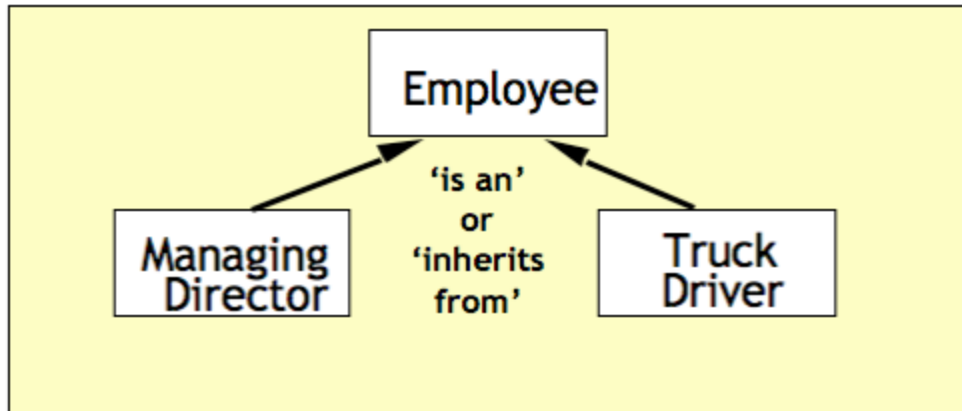 Employee
‘is an’
or
‘inherits
from’
Managing
Director
Truck
Driver